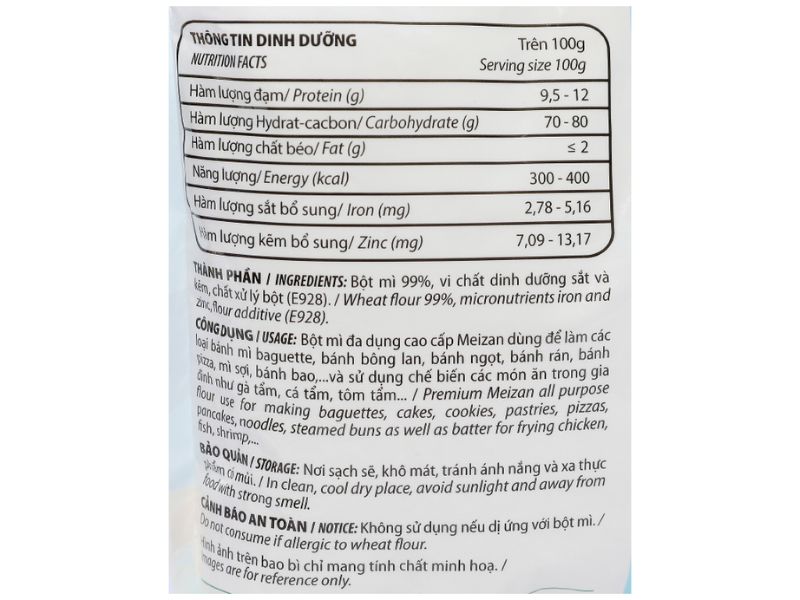 THÔNG TIN DINH DƯỠNG Trên 100g
NUTRITION FACTS Serving size 100g
Hàm lượng đạm/ Protein (g) 9,5 - 12
Hàm lượng Hydrat-cacbon/ Carbohydrate (g) 70 - 80
Hàm lượng chất béo/ Fat (g) ≤ 2
Năng lượng/ Energy (kcal) 300 - 400
Hàm lượng sắt bổ sung/ Iron (mg) 2,78 - 5,16
Hàm lượng kẽm bổ sung/ Zinc (mg) 7,09 - 13,17
THÀNH PHẦN / INGREDIENTS: Bột mì 99%, vi chất dinh dưỡng sắt và
kẽm, chất xử lý bột (E928). / Wheat flour 99%, micronutrients iron and
zinc, flour additive (E928).
CÔNG DỤNG / USAGE: Bột mì đa dụng cao cấp Meizan dùng để làm các
loại bánh mì baguette, bánh bông lan, bánh ngọt, bánh rán, bánh
pizza, mì sợi, bánh bao,...và sử dụng chế biến các món ăn trong gia
đình như gà tẩm, cá tẩm, tôm tẩm... / Premium Meizan all purpose
flour use for making baguettes, cakes, cookies, pastries, pizzas,
pancakes, noodles, steamed buns as well as batter for frying chicken,
fish, shrimp,...
BẢO QUẢN / STORAGE: Nơi sạch sẽ, khô mát, tránh ánh nắng và xa thực
phẩm có mùi. / In clean, cool dry place, avoid sunlight and away from
food with strong smell.
CẢNH BÁO AN TOÀN / NOTICE: Không sử dụng nếu dị ứng với bột mì. /
Do not consume if allergic to wheat flour.
Hình ảnh trên bao bì chỉ mang tính chất minh hoạ. /
Images are for reference only.